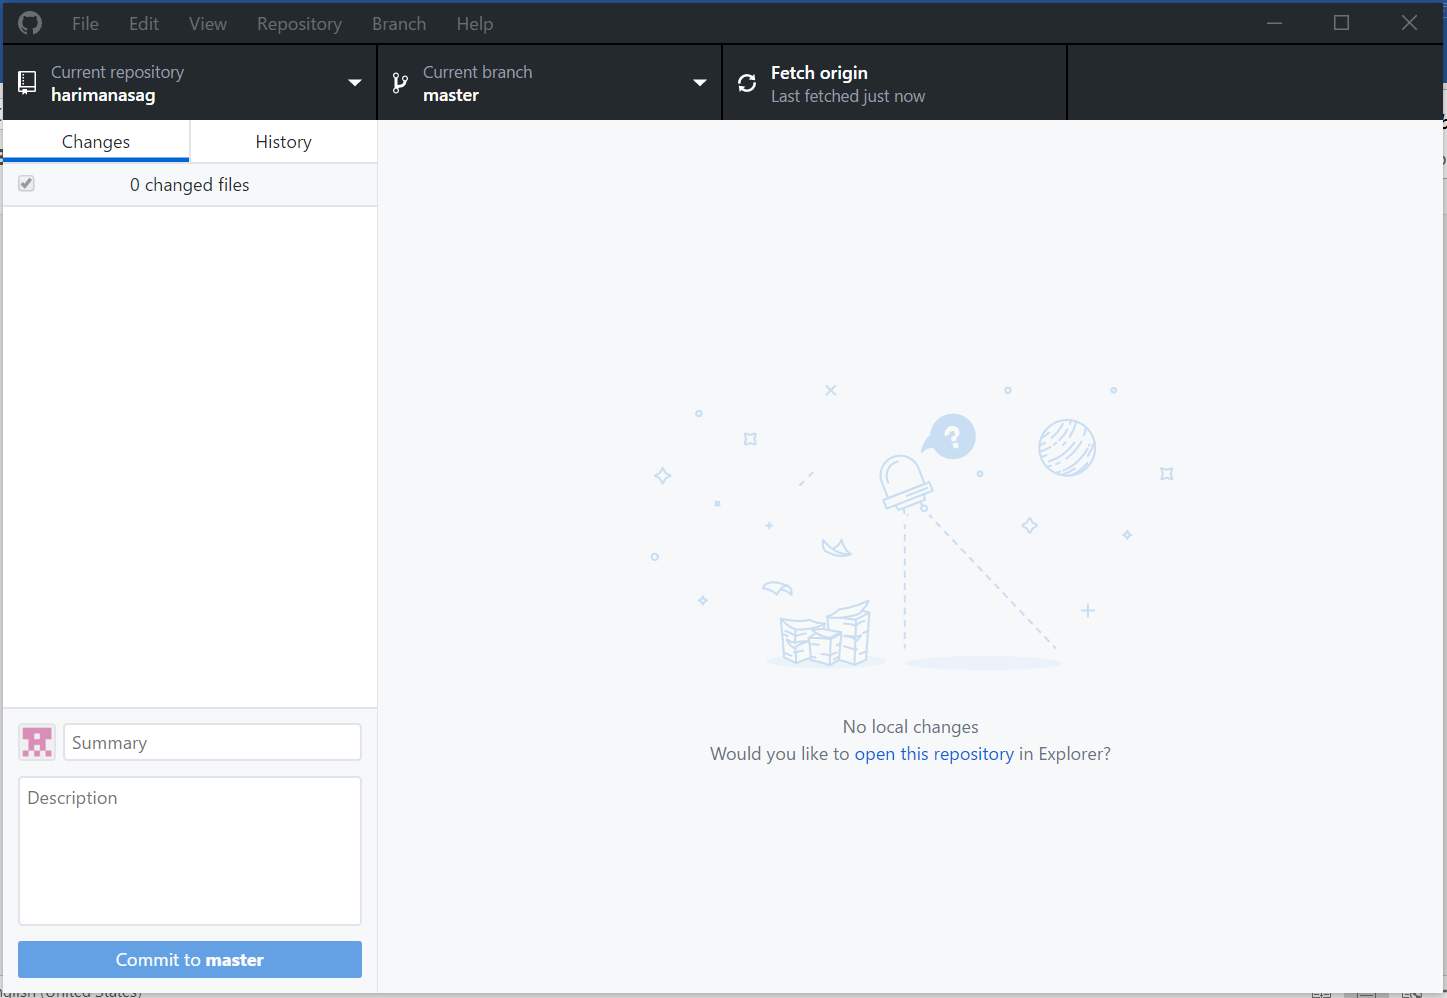 File Edit View Repository Branch Help
Current repository
harimanasag
Current branch
master
Fetch origin
Last fetched just now
Changes
History
0 changed files
?
No local changes
Would you like to open this repository in Explorer?
Summary
Description
Commit to master
(United States)